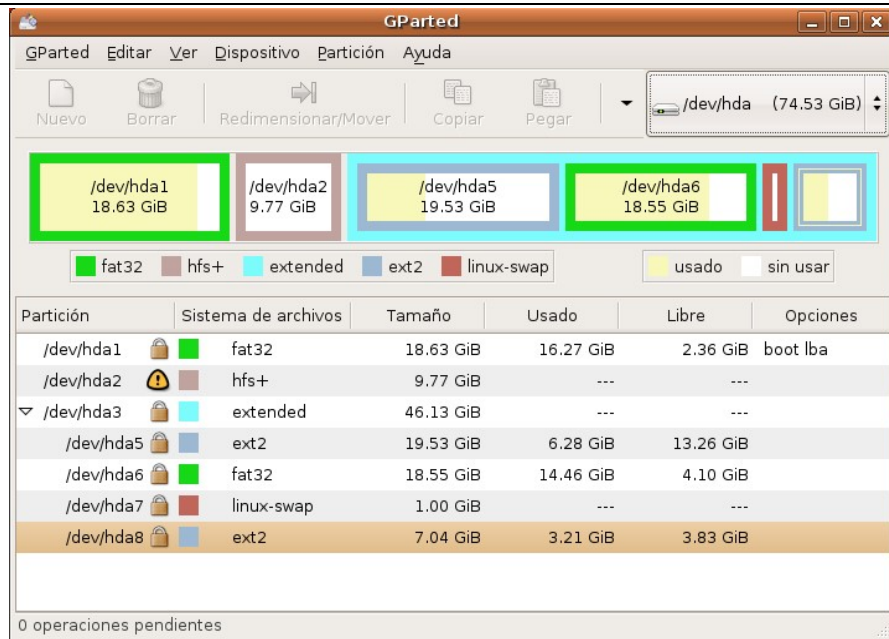 GParted
GParted Editar Ver Dispositivo Partición Ayuda
Nuevo Borrar Redimensionar/Mover Copiar Pegar /dev/hda (74.53 GiB)
/dev/hda1 /dev/hda2 /dev/hda5 /dev/hda6
18.63 GiB 9.77 GiB 19.53 GiB 18.55 GiB
fat32 hfs+ extended ext2 linux-swap usado sin usar
Partición Sistema de archivos Tamaño Usado Libre Opciones
/dev/hda1 fat32 18.63 GiB 16.27 GiB 2.36 GiB boot lba
/dev/hda2 hfs+ 9.77 GiB --- ---
/dev/hda3 extended 46.13 GiB --- ---
/dev/hda5 ext2 19.53 GiB 6.28 GiB 13.26 GiB
/dev/hda6 fat32 18.55 GiB 14.46 GiB 4.10 GiB
/dev/hda7 linux-swap 1.00 GiB --- ---
/dev/hda8 ext2 7.04 GiB 3.21 GiB 3.83 GiB
0 operaciones pendientes